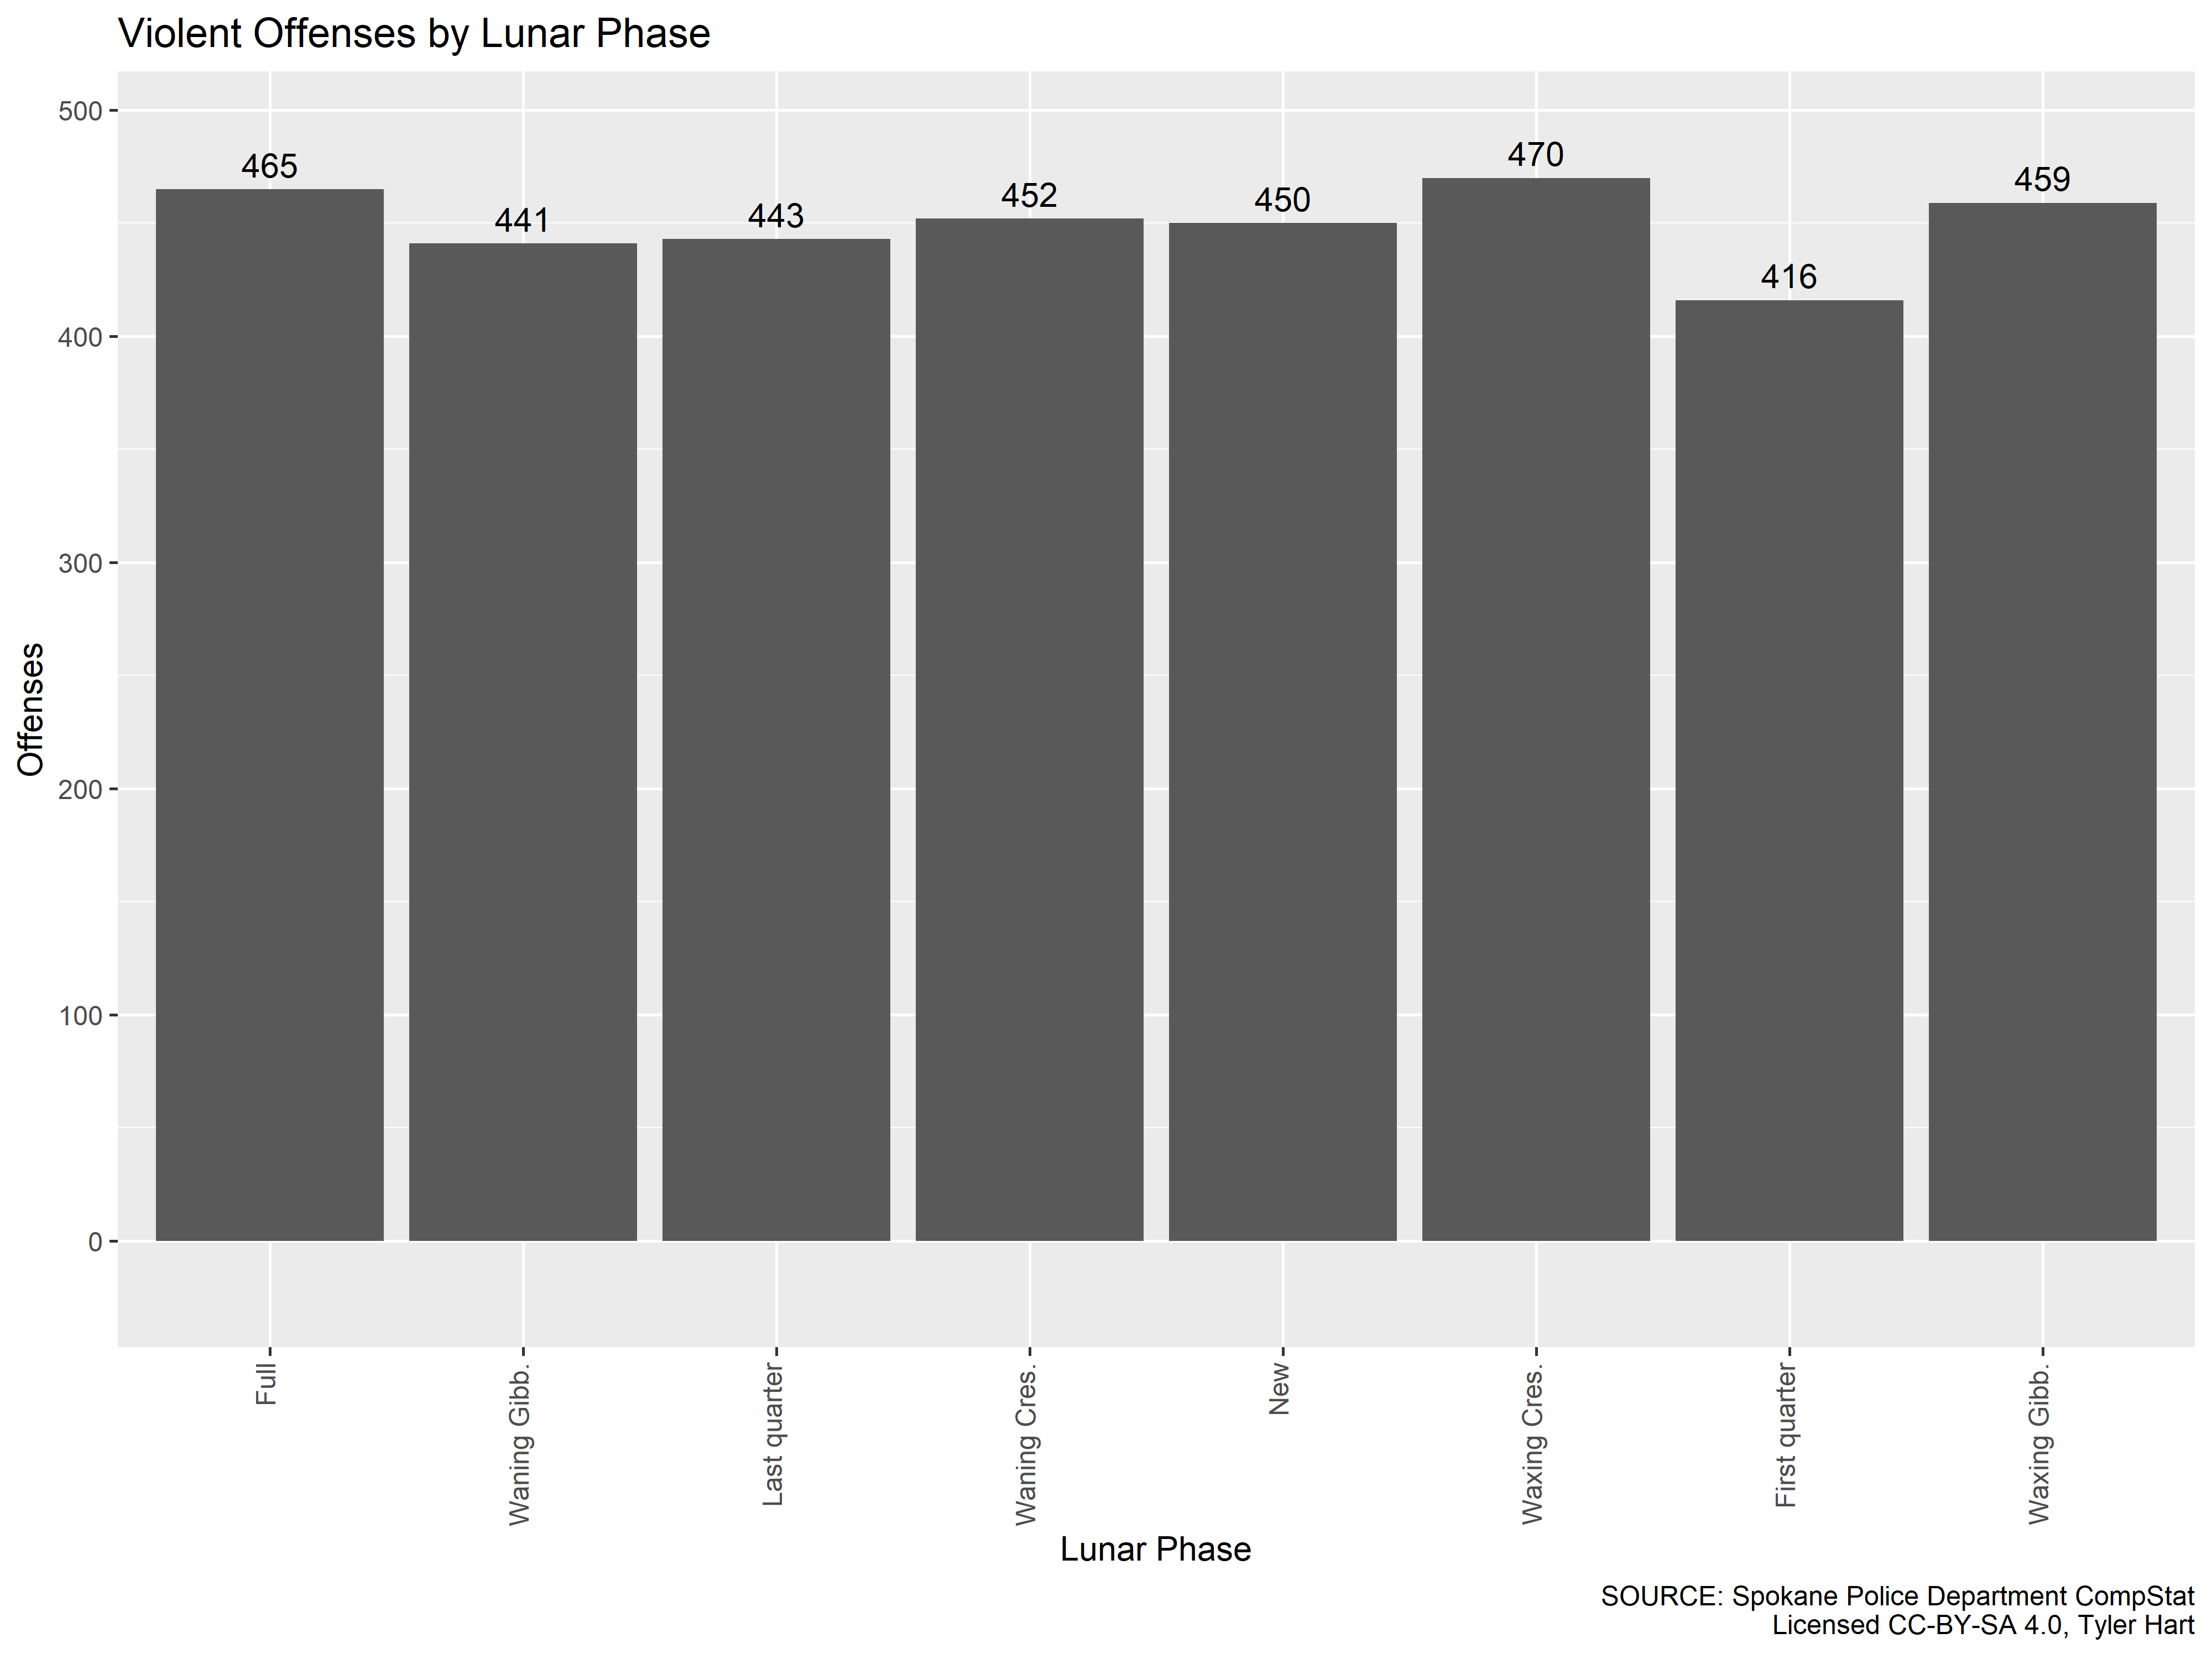 Violent Offenses by Lunar Phase
500
400
300
200
100
0
Offenses
465
441
443
452
450
470
416
459
Full
Waning Gibb.
Last quarter
Waning Cres.
New
Waxing Cres.
First quarter
Waxing Gibb.
Lunar Phase
SOURCE: Spokane Police Department CompStat
Licensed CC-BY-SA 4.0, Tyler Hart